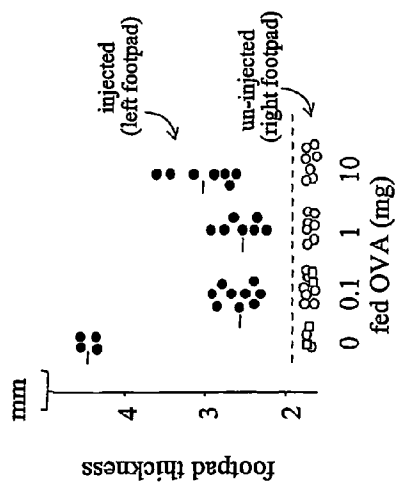 mm
injected
(left footpad)
un-injected
(right footpad)
4
3
2
footpad thickness
0 0.1 1 10
fed OVA (mg)